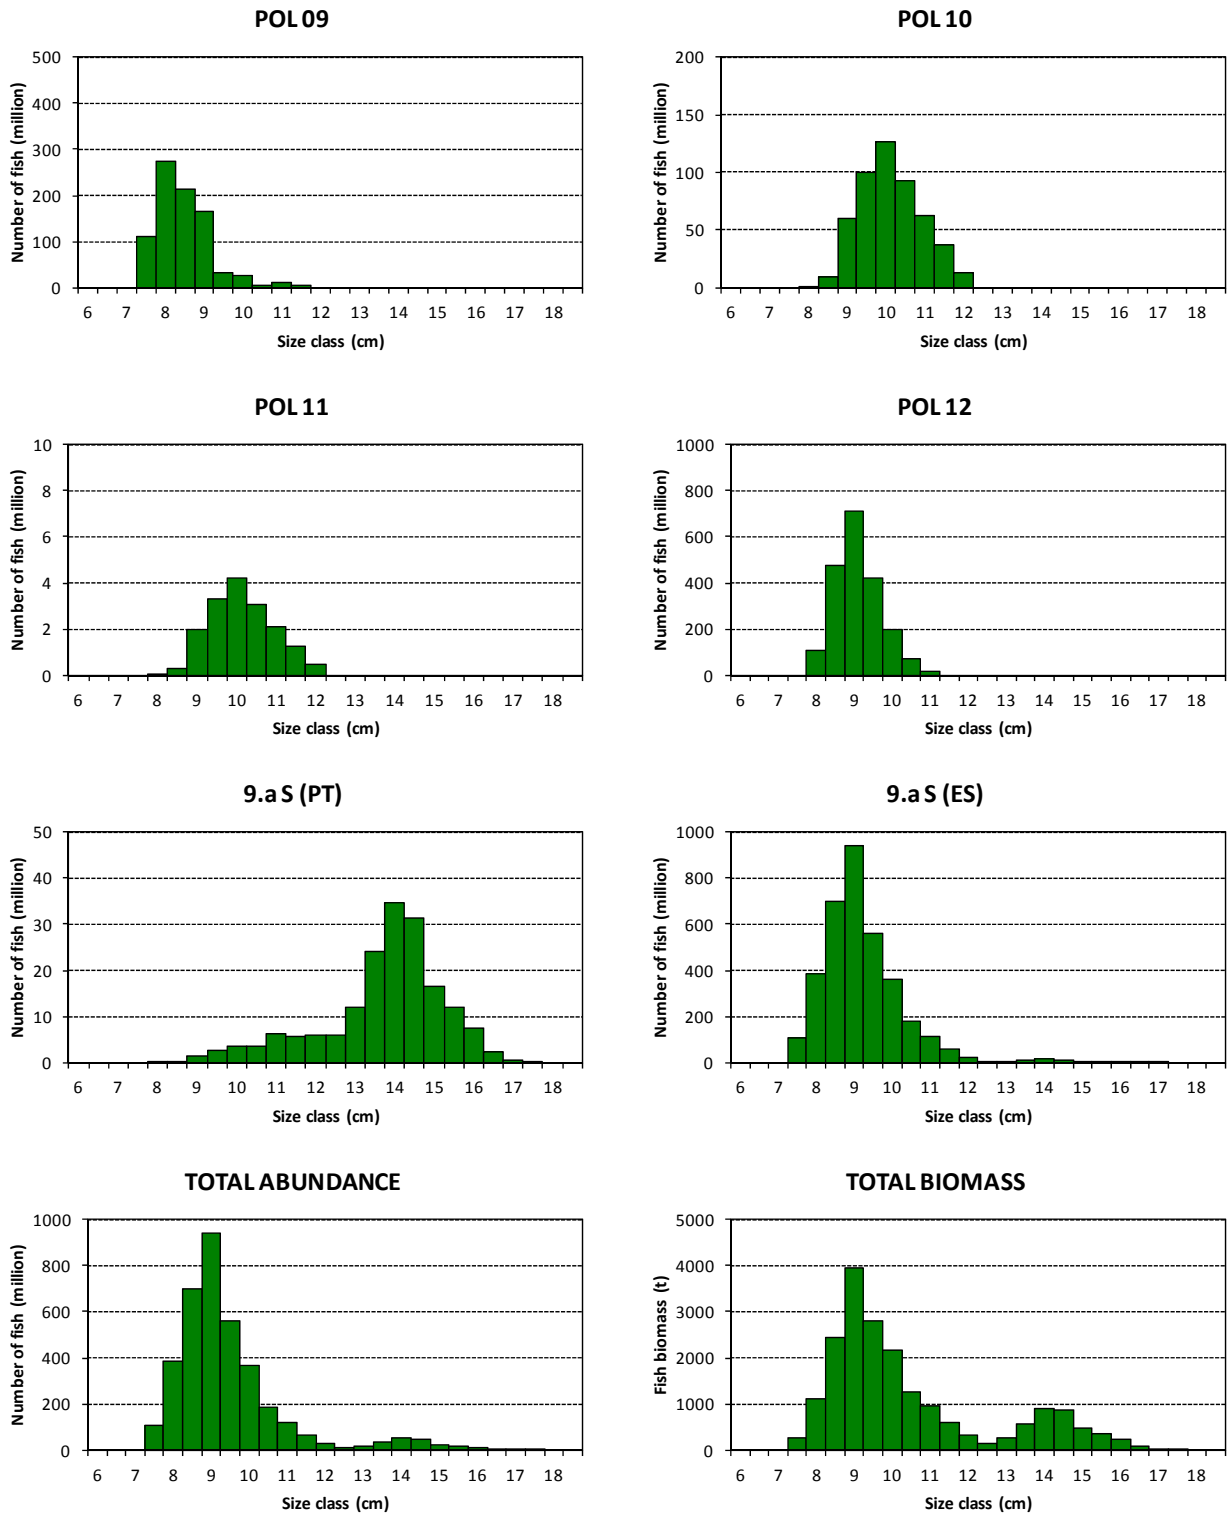 POL 09
500
400
300
200
100
0
Number of fish (million)
6 7 8 9 10 11 12 13 14 15 16 17 18
Size class (cm)
POL 10
200
150
100
50
0
Number of fish (million)
6 7 8 9 10 11 12 13 14 15 16 17 18
Size class (cm)
POL 11
10
8
6
4
2
0
Number of fish (million)
6 7 8 9 10 11 12 13 14 15 16 17 18
Size class (cm)
POL 12
1000
800
600
400
200
0
Number of fish (million)
6 7 8 9 10 11 12 13 14 15 16 17 18
Size class (cm)
9.a S (PT)
50
40
30
20
10
0
Number of fish (million)
6 7 8 9 10 11 12 13 14 15 16 17 18
Size class (cm)
9.a S (ES)
1000
800
600
400
200
0
Number of fish (million)
6 7 8 9 10 11 12 13 14 15 16 17 18
Size class (cm)
TOTAL ABUNDANCE
1000
800
600
400
200
0
Number of fish (million)
6 7 8 9 10 11 12 13 14 15 16 17 18
Size class (cm)
TOTAL BIOMASS
5000
4000
3000
2000
1000
0
Fish biomass (t)
6 7 8 9 10 11 12 13 14 15 16 17 18
Size class (cm)